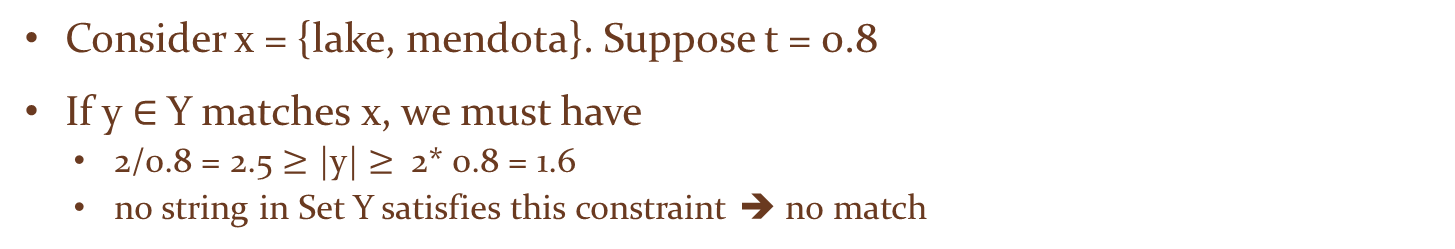 • Consider x = {lake, mendota}. Suppose t = 0.8
• If y ∈ Y matches x, we must have
• 2/0.8 = 2.5 ≥ |y| ≥ 2* 0.8 = 1.6
• no string in Set Y satisfies this constraint 🡺 no match